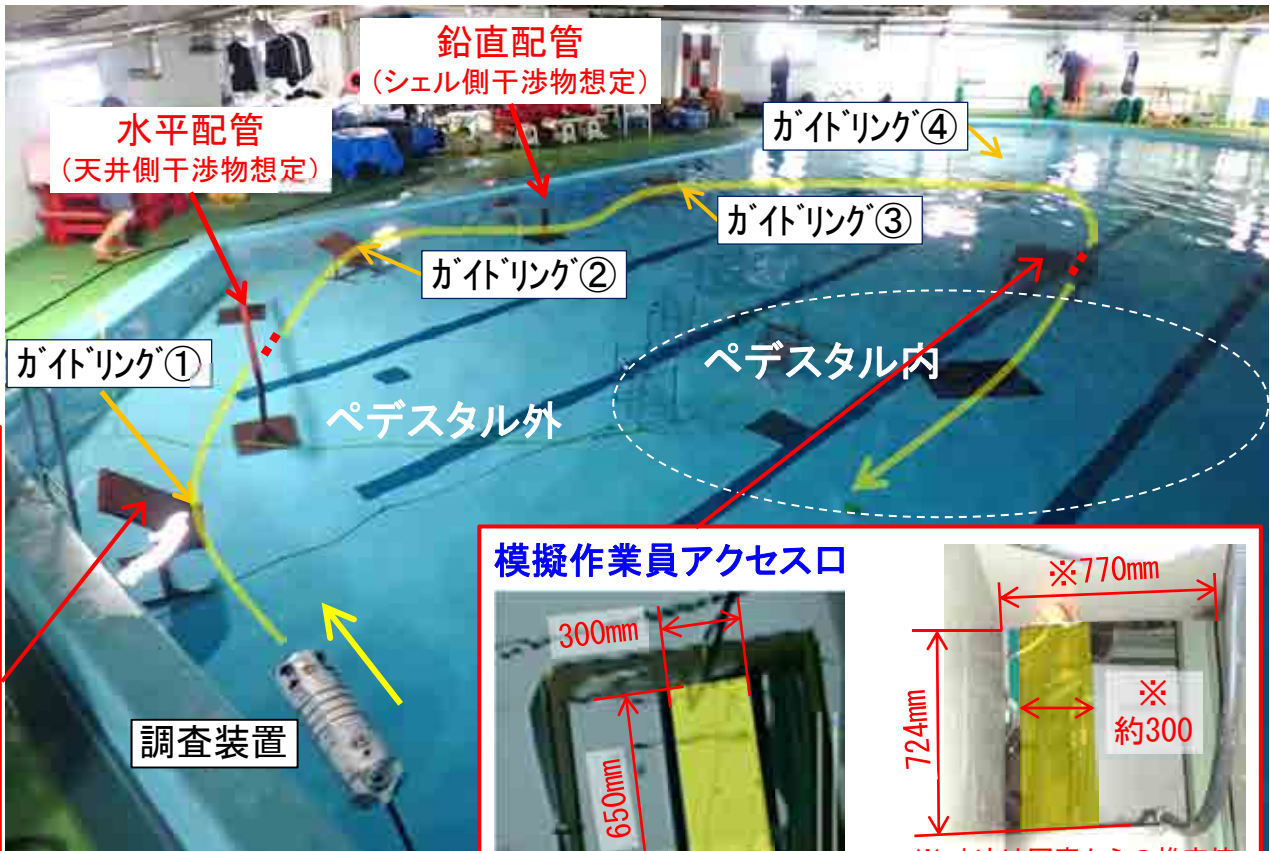 鉛直配管
（シェル側干渉物想定）
水平配管
（天井側干渉物想定）
ｶﾞｲﾄﾞﾘﾝｸﾞ④
ｶﾞｲﾄﾞﾘﾝｸﾞ③
ｶﾞｲﾄﾞﾘﾝｸﾞ②
ｶﾞｲﾄﾞﾘﾝｸﾞ①
ペデスタル内
ペデスタル外
調査装置
模擬作業員アクセス口
300mm
650mm
※770mm
724mm
※
約300